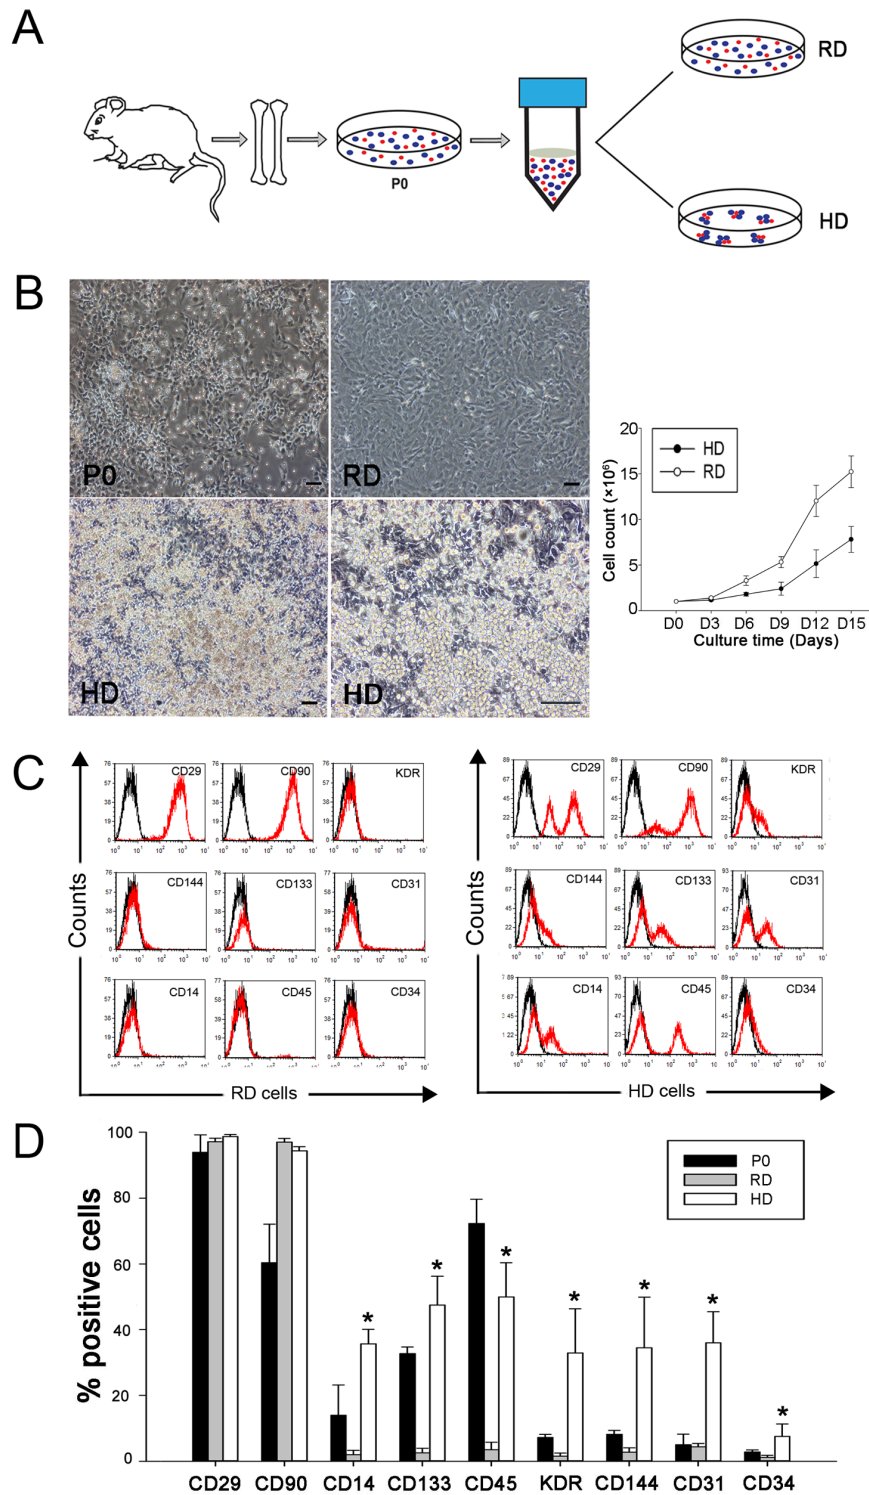 A
RD
P0
HD
B
P0
RD
HD
HD
20
15
10
5
0
HD
RD
Cell count (×10⁶)
D0 D3 D6 D9 D12 D15
Culture time (Days)
C
Counts
CD29
CD90
KDR
CD144
CD133
CD31
CD14
CD45
CD34
RD cells
Counts
CD29
CD90
KDR
CD144
CD133
CD31
CD14
CD45
CD34
HD cells
D
100
80
60
40
20
0
% positive cells
P0
RD
HD
* * * * * * *
CD29 CD90 CD14 CD133 CD45 KDR CD144 CD31 CD34